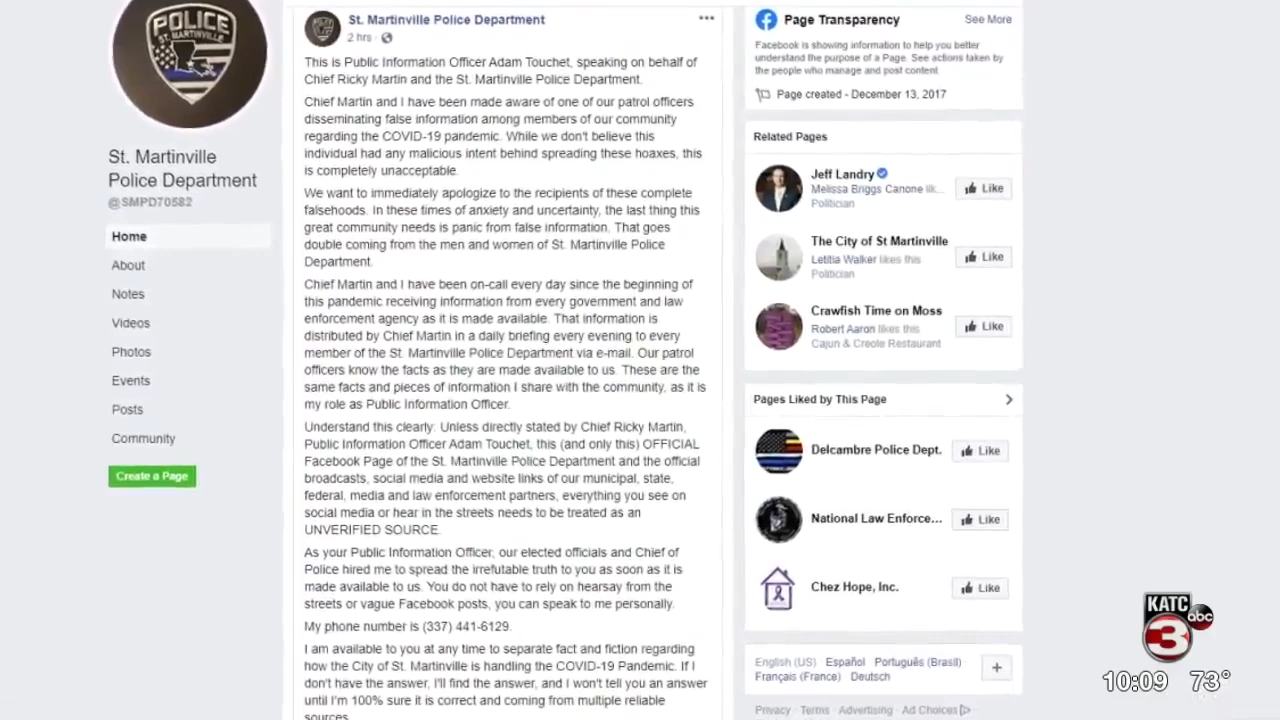 POLICE
ST. MARTINVILLE
St. Martinville
Police Department
@SMPD70582
Home
About
Notes
Videos
Photos
Events
Posts
Community
Create a Page
St. Martinville Police Department
2 hrs ·
This is Public Information Officer Adam Touchet, speaking on behalf of
Chief Ricky Martin and the St. Martinville Police Department.
Chief Martin and I have been made aware of one of our patrol officers
disseminating false information among members of our community
regarding the COVID-19 pandemic. While we don't believe this
individual had any malicious intent behind spreading these hoaxes, this
is completely unacceptable.
We want to immediately apologize to the recipients of these complete
falsehoods. In these times of anxiety and uncertainty, the last thing this
great community needs is panic from false information. That goes
double coming from the men and women of St. Martinville Police
Department.
Chief Martin and I have been on-call every day since the beginning of
this pandemic receiving information from every government and law
enforcement agency as it is made available. That information is
distributed by Chief Martin in a daily briefing every evening to every
member of the St. Martinville Police Department via e-mail. Our patrol
officers know the facts as they are made available to us. These are the
same facts and pieces of information I share with the community, as it is
my role as Public Information Officer.
Understand this clearly: Unless directly stated by Chief Ricky Martin,
Public Information Officer Adam Touchet, this (and only this) OFFICIAL
Facebook Page of the St. Martinville Police Department and the official
broadcasts, social media and website links of our municipal, state,
federal, media and law enforcement partners, everything you see on
social media or hear in the streets needs to be treated as an
UNVERIFIED SOURCE.
As your Public Information Officer, our elected officials and Chief of
Police hired me to spread the irrefutable truth to you as soon as it is
made available to us. You do not have to rely on hearsay from the
streets or vague Facebook posts, you can speak to me personally.
My phone number is (337) 441-6129.
I am available to you at any time to separate fact and fiction regarding
how the City of St. Martinville is handling the COVID-19 Pandemic. If I
don't have the answer, I'll find the answer, and I won't tell you an answer
until I'm 100% sure it is correct and coming from multiple reliable
sources.
Page Transparency
See More
Facebook is showing information to help you better
understand the purpose of a Page. See actions taken by
the people who manage and post content.
Page created - December 13, 2017
Related Pages
Jeff Landry
Melissa Briggs Canone lik...
Politician
Like
The City of St Martinville
Letitia Walker likes this
Politician
Like
Crawfish Time on Moss
Robert Aaron likes this
Cajun & Creole Restaurant
Like
Pages Liked by This Page
Delcambre Police Dept.
Like
National Law Enforce...
Like
Chez Hope, Inc.
Like
English (US) · Español · Português (Brasil) ·
Français (France) · Deutsch
Privacy · Terms · Advertising · Ad Choices
KATC
3
abc
10:09 73°